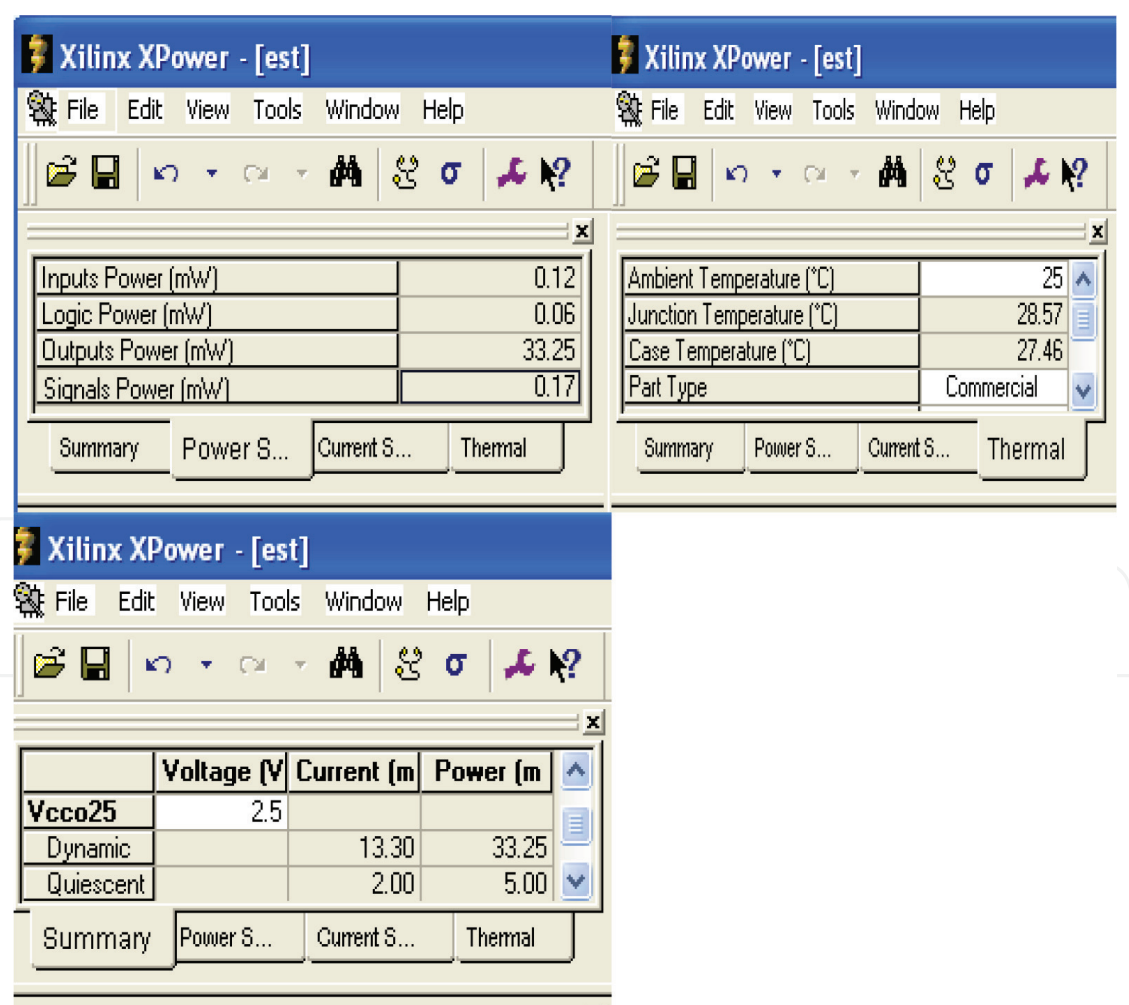 Xilinx XPower - [est]
File Edit View Tools Window Help
σ ?
x
Inputs Power (mW) 0.12
Logic Power (mW) 0.06
Outputs Power (mW) 33.25
Signals Power (mW) 0.17
Summary Power S... Current S... Thermal
Xilinx XPower - [est]
File Edit View Tools Window Help
σ ?
x
Ambient Temperature (°C) 25
Junction Temperature (°C) 28.57
Case Temperature (°C) 27.46
Part Type Commercial
Summary Power S... Current S... Thermal
Xilinx XPower - [est]
File Edit View Tools Window Help
σ ?
x
Voltage (V Current (m Power (m
Vcco25 2.5
Dynamic 13.30 33.25
Quiescent 2.00 5.00
Summary Power S... Current S... Thermal